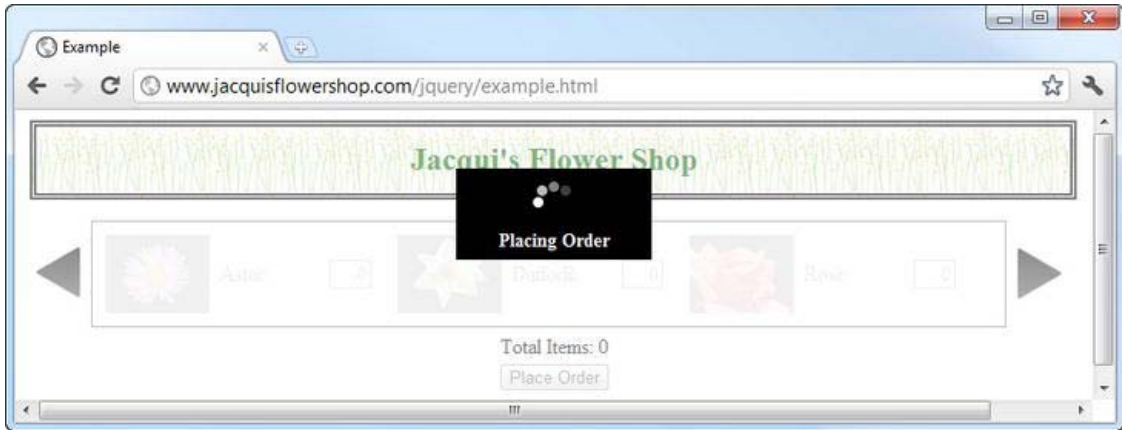 Example
www.jacquisflowershop.com/jquery/example.html
Jacqui's Flower Shop
Placing Order
Aster: 0 Daffodil: 0 Rose: 0
Total Items: 0
Place Order